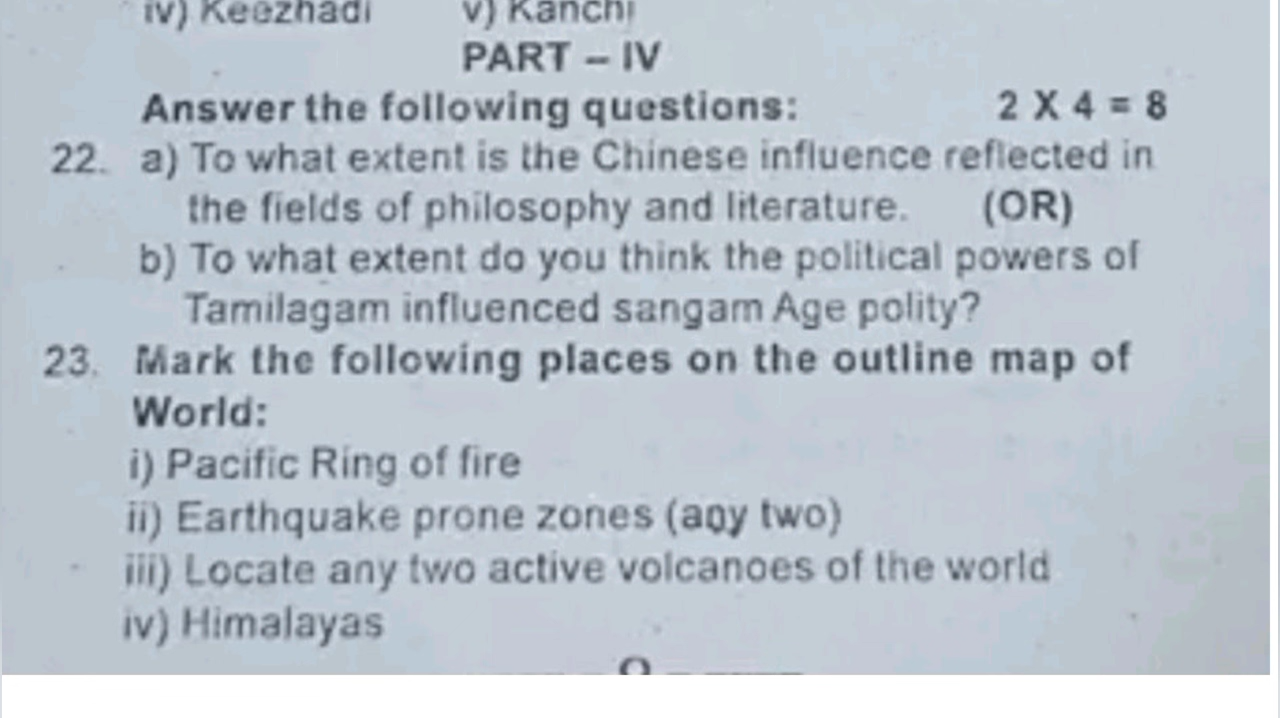 iv) Keezhadi v) Kanchi
PART – IV
Answer the following questions: 2 X 4 = 8
22. a) To what extent is the Chinese influence reflected in
the fields of philosophy and literature. (OR)
b) To what extent do you think the political powers of
Tamilagam influenced sangam Age polity?
23. Mark the following places on the outline map of
World:
i) Pacific Ring of fire
ii) Earthquake prone zones (any two)
iii) Locate any two active volcanoes of the world
iv) Himalayas